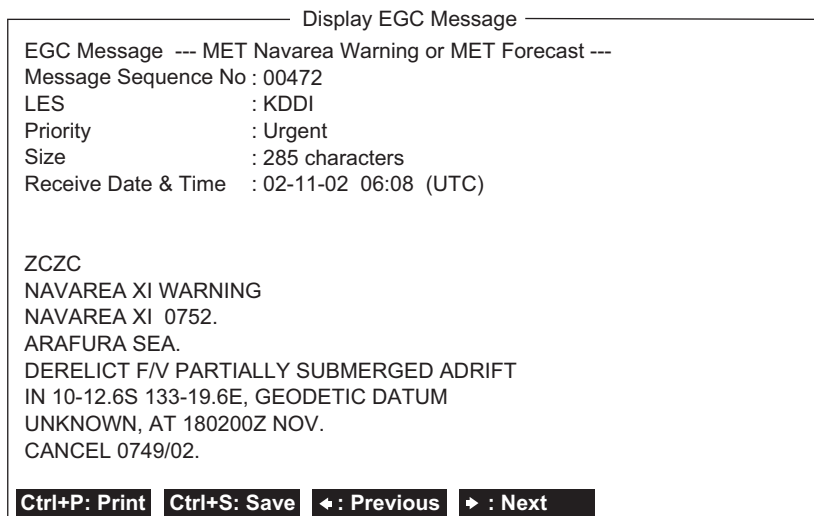 Display EGC Message
EGC Message --- MET Navarea Warning or MET Forecast ---
Message Sequence No : 00472
LES : KDDI
Priority : Urgent
Size : 285 characters
Receive Date & Time : 02-11-02 06:08 (UTC)
ZCZC
NAVAREA XI WARNING
NAVAREA XI 0752.
ARAFURA SEA.
DERELICT F/V PARTIALLY SUBMERGED ADRIFT
IN 10-12.6S 133-19.6E, GEODETIC DATUM
UNKNOWN, AT 180200Z NOV.
CANCEL 0749/02.
Ctrl+P: Print Ctrl+S: Save ← : Previous → : Next